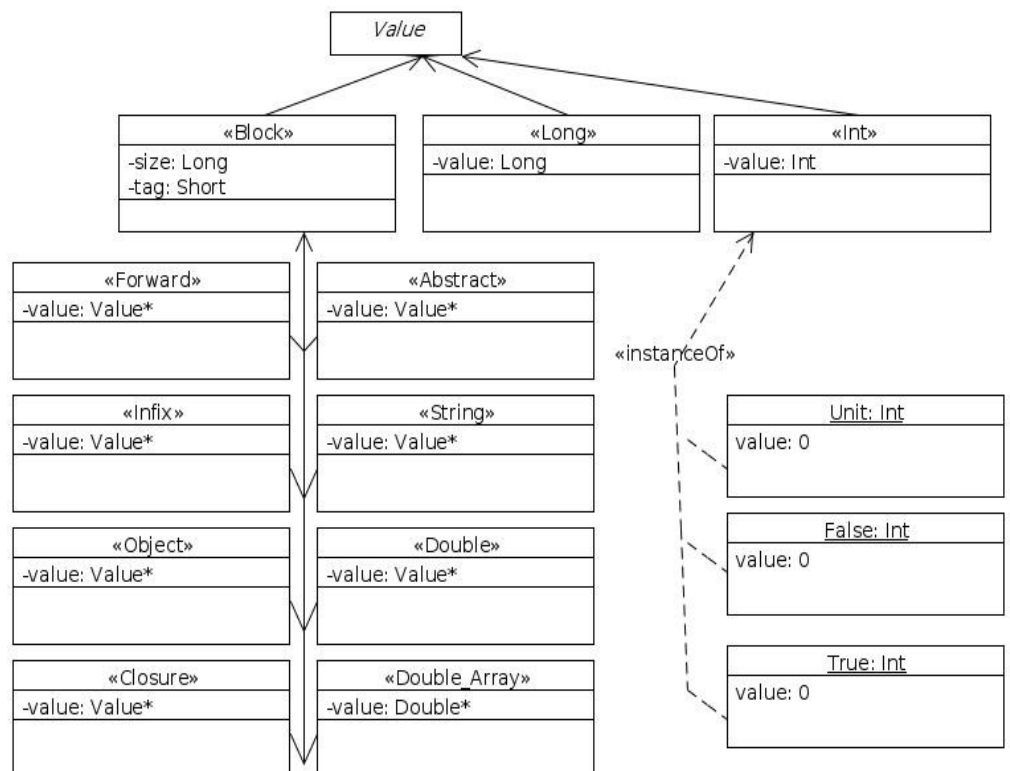 Value
«Block»
-size: Long
-tag: Short
«Long»
-value: Long
«Int»
-value: Int
«Forward»
-value: Value*
«Abstract»
-value: Value*
«Infix»
-value: Value*
«String»
-value: Value*
«Object»
-value: Value*
«Double»
-value: Value*
«Closure»
-value: Value*
«Double_Array»
-value: Double*
«instanceOf»
Unit: Int
value: 0
False: Int
value: 0
True: Int
value: 0